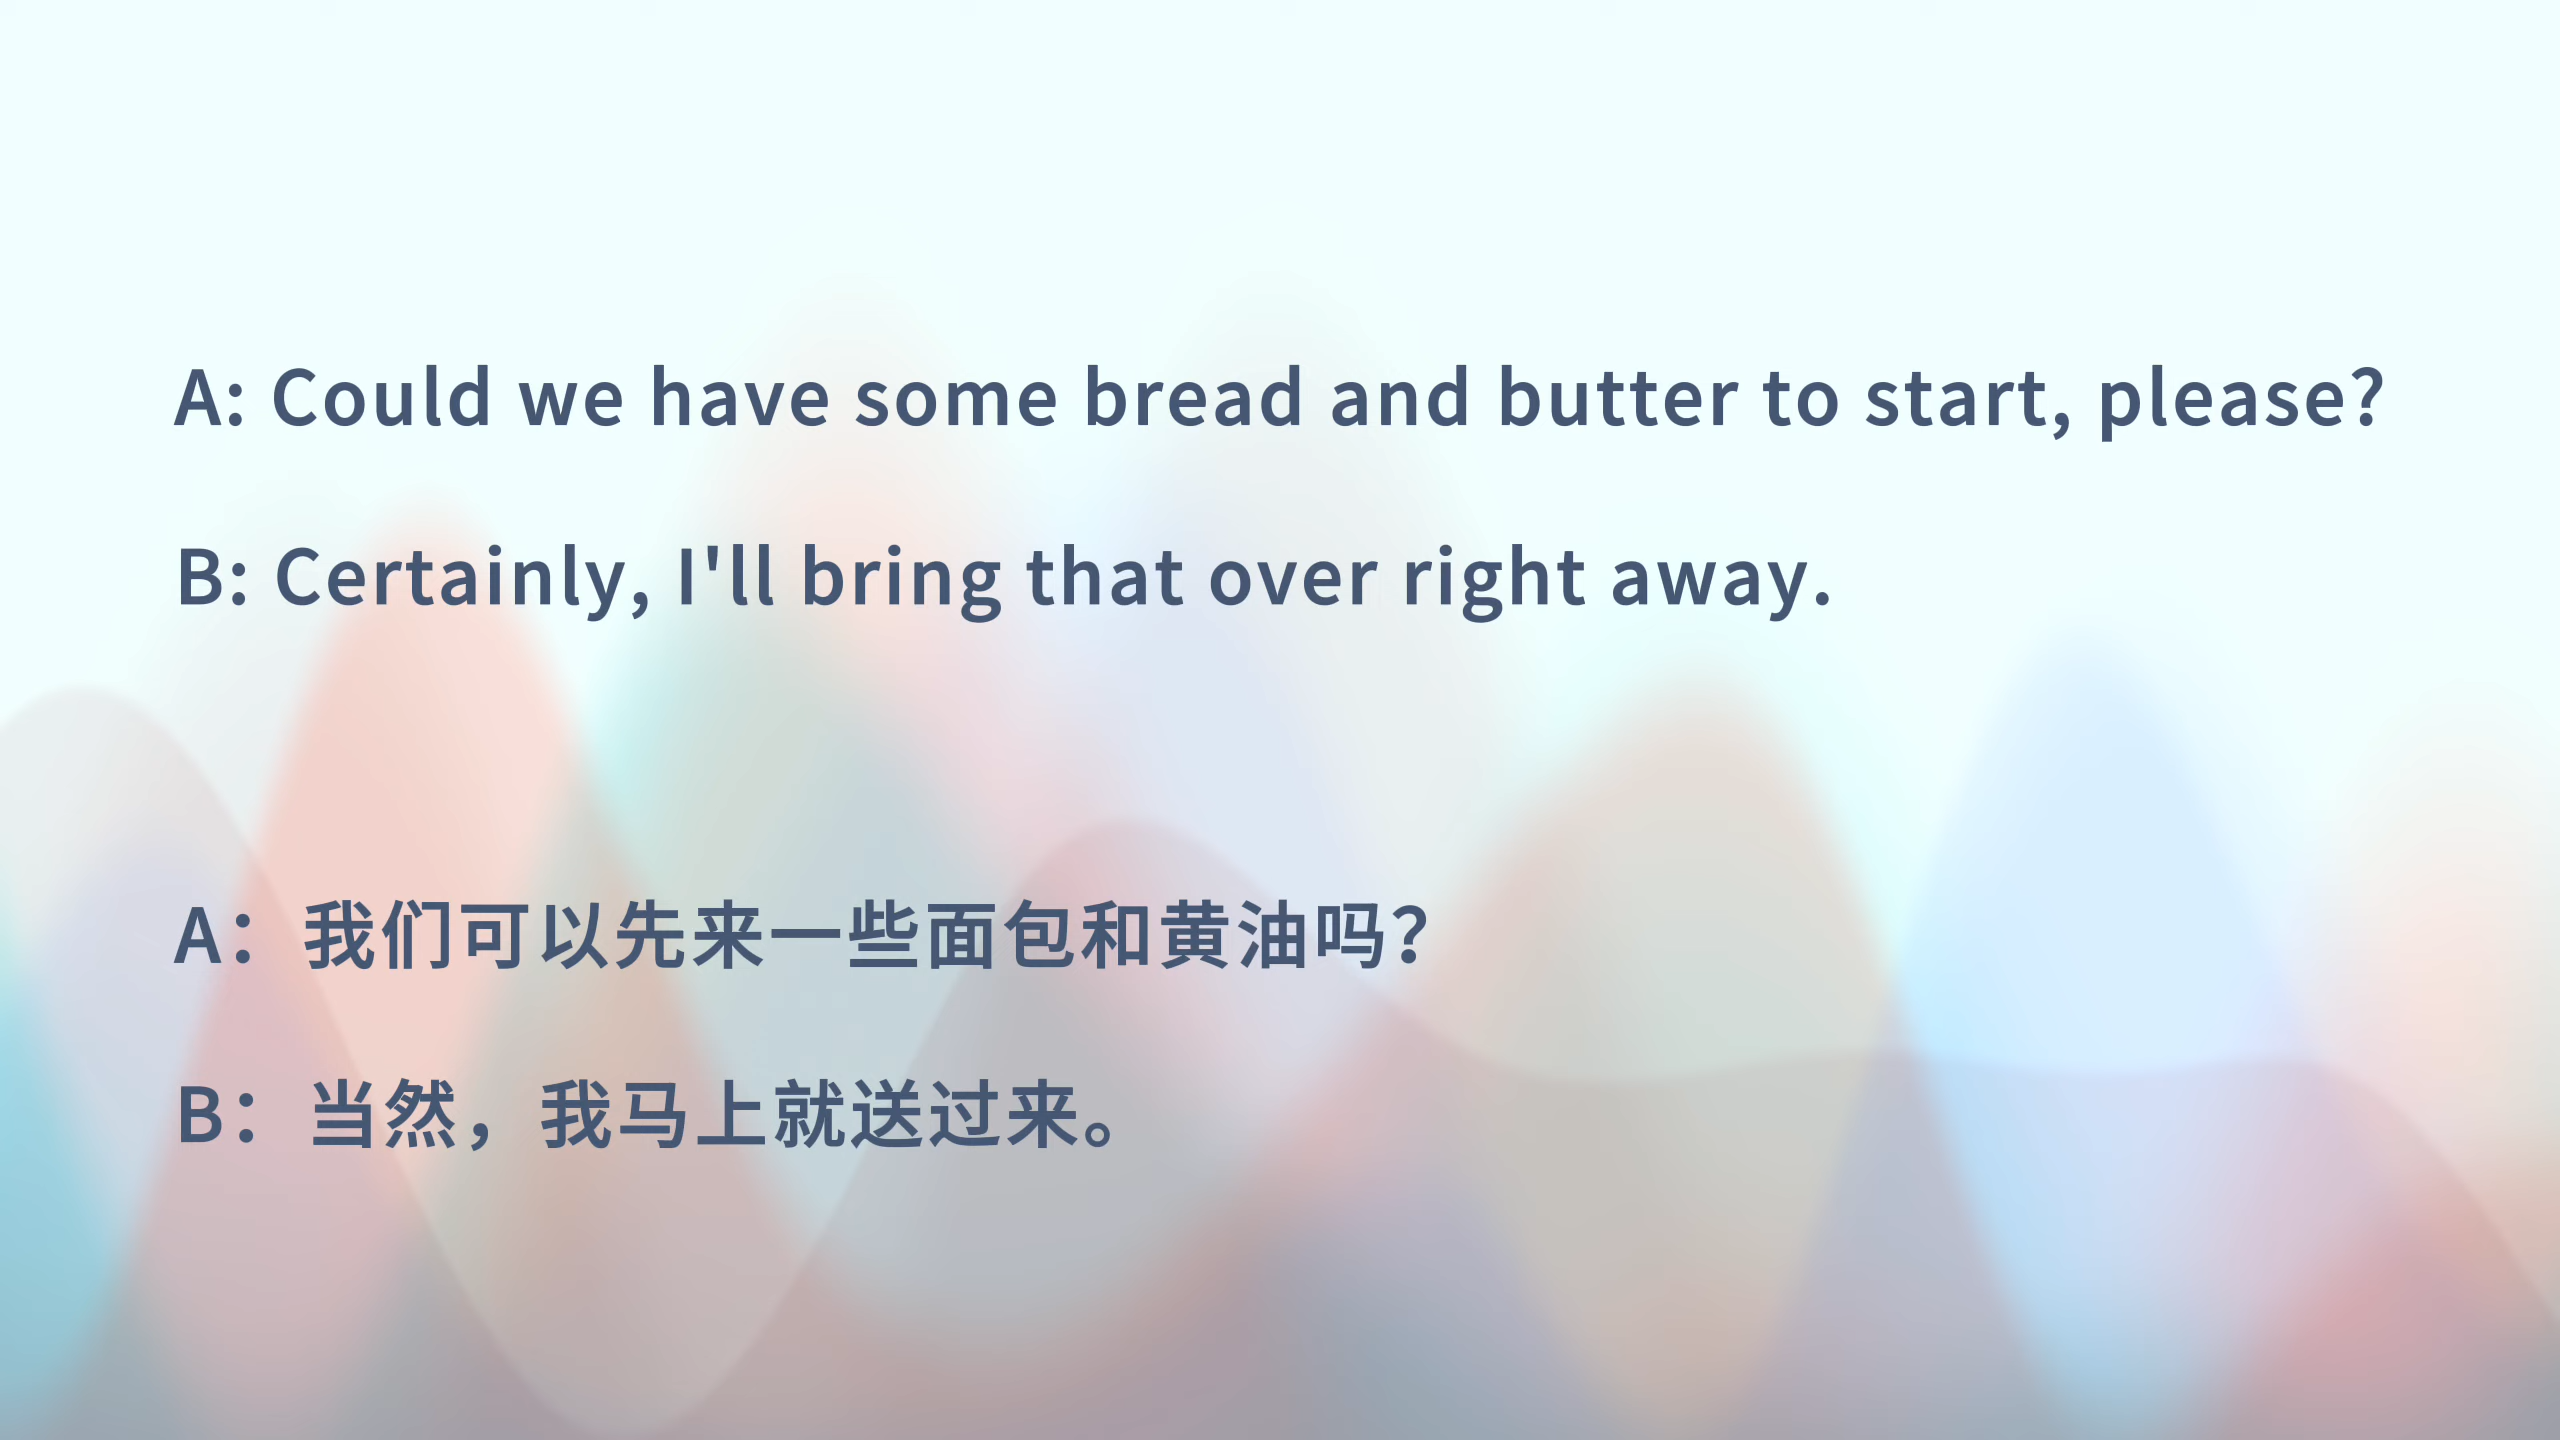 A: Could we have some bread and butter to start, please?
B: Certainly, I'll bring that over right away.
A：我们可以先来一些面包和黄油吗？
B：当然，我马上就送过来。